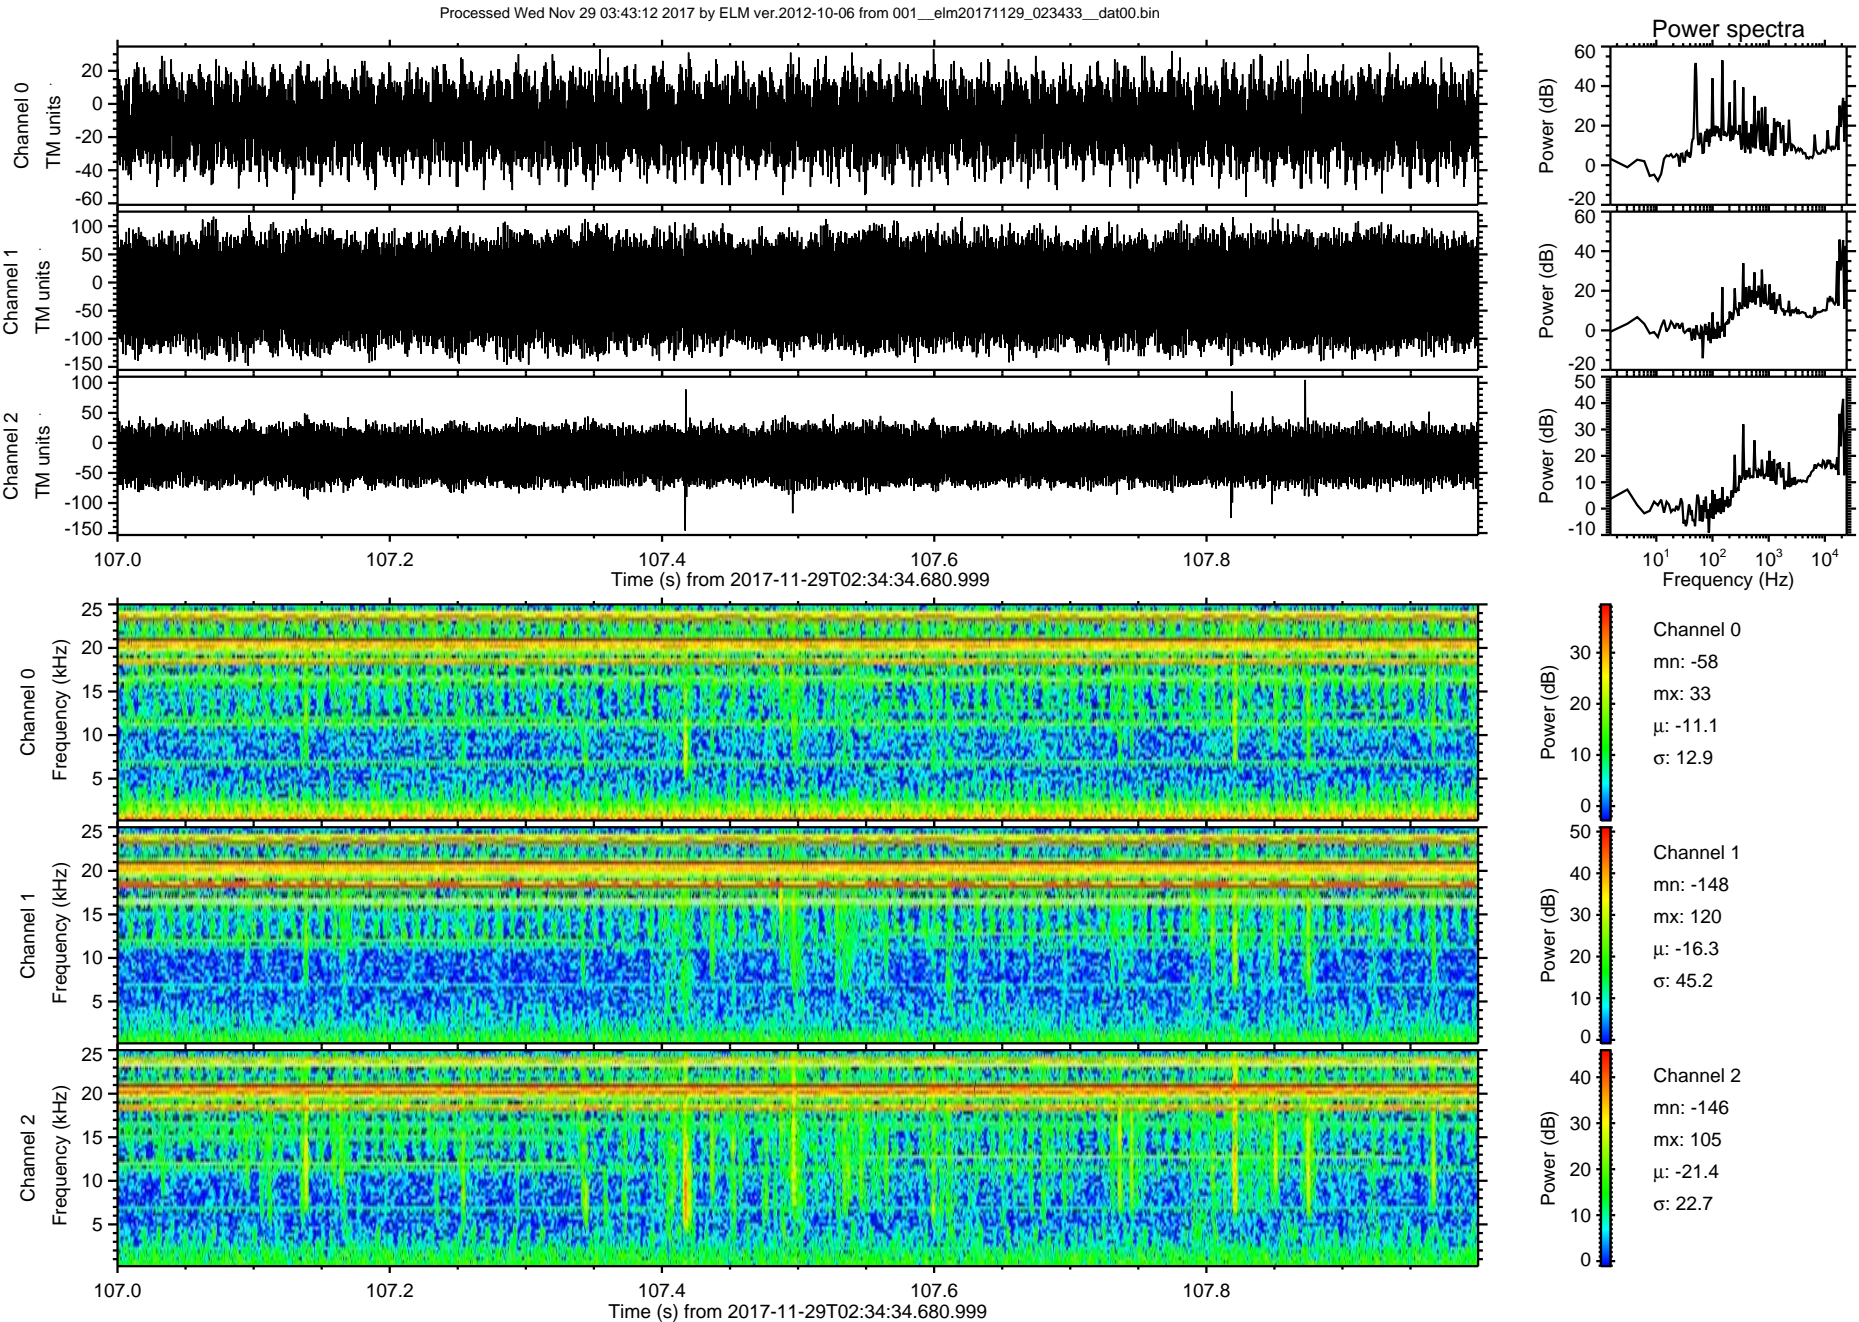 Processed Wed Nov 29 03:43:12 2017 by ELM ver.2012-10-06 from 001__elm20171129_023433__dat00.bin
Power spectra
Channel 0
TM units
20
0
-20
-40
-60
Power (dB)
60
40
20
0
-20
Channel 1
TM units
100
50
0
-50
-100
-150
Power (dB)
60
40
20
0
-20
Channel 2
TM units
100
50
0
-50
-100
-150
Power (dB)
50
40
30
20
10
0
-10
107.0 107.2 107.4 107.6 107.8
Time (s) from 2017-11-29T02:34:34.680.999
10^1 10^2 10^3 10^4
Frequency (Hz)
Channel 0
Frequency (kHz)
25
20
15
10
5
Power (dB)
30
20
10
0
Channel 0
mn: -58
mx: 33
μ: -11.1
σ: 12.9
Channel 1
Frequency (kHz)
25
20
15
10
5
Power (dB)
50
40
30
20
10
0
Channel 1
mn: -148
mx: 120
μ: -16.3
σ: 45.2
Channel 2
Frequency (kHz)
25
20
15
10
5
Power (dB)
40
30
20
10
0
Channel 2
mn: -146
mx: 105
μ: -21.4
σ: 22.7
107.0 107.2 107.4 107.6 107.8
Time (s) from 2017-11-29T02:34:34.680.999